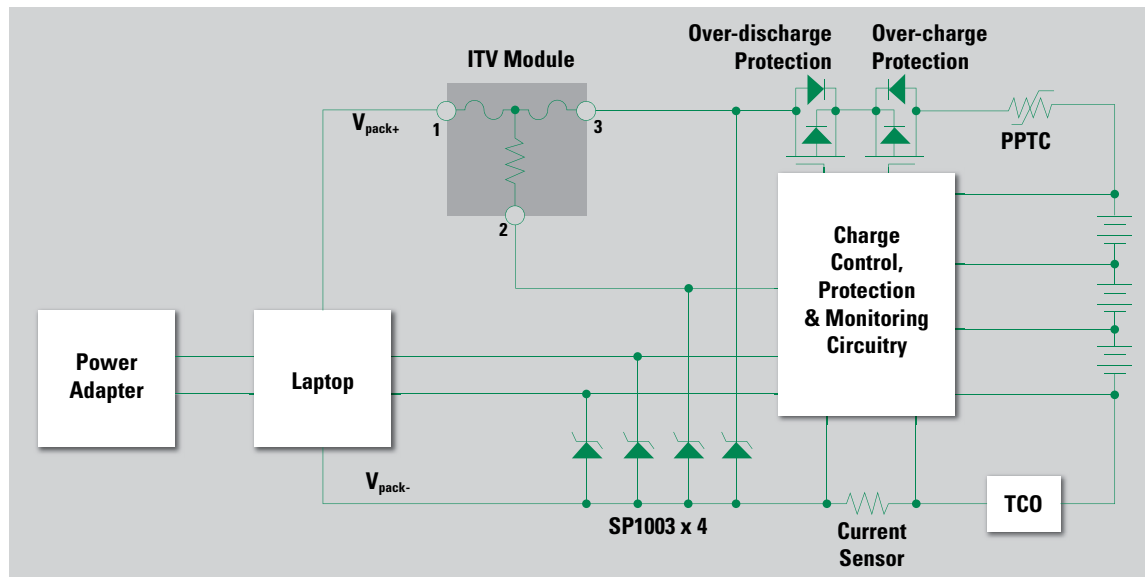 Over-discharge
Protection
Over-charge
Protection
ITV Module
Vpack+
1
3
PPTC
2
Charge
Control,
Protection
& Monitoring
Circuitry
Power
Adapter
Laptop
Vpack-
SP1003 x 4
Current
Sensor
TCO